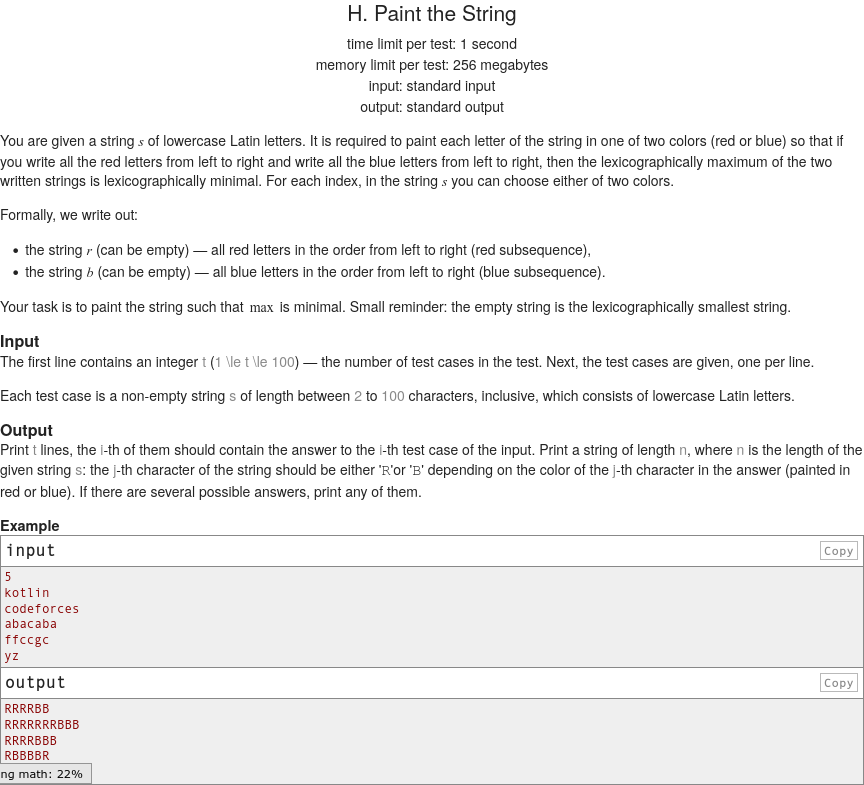 H. Paint the String
time limit per test: 1 second
memory limit per test: 256 megabytes
input: standard input
output: standard output
You are given a string s of lowercase Latin letters. It is required to paint each letter of the string in one of two colors (red or blue) so that if
you write all the red letters from left to right and write all the blue letters from left to right, then the lexicographically maximum of the two
written strings is lexicographically minimal. For each index, in the string s you can choose either of two colors.
Formally, we write out:
• the string r (can be empty) — all red letters in the order from left to right (red subsequence),
• the string b (can be empty) — all blue letters in the order from left to right (blue subsequence).
Your task is to paint the string such that max is minimal. Small reminder: the empty string is the lexicographically smallest string.
Input
The first line contains an integer t (1 \le t \le 100) — the number of test cases in the test. Next, the test cases are given, one per line.
Each test case is a non-empty string s of length between 2 to 100 characters, inclusive, which consists of lowercase Latin letters.
Output
Print t lines, the i-th of them should contain the answer to the i-th test case of the input. Print a string of length n, where n is the length of the
given string s: the j-th character of the string should be either 'R'or 'B' depending on the color of the j-th character in the answer (painted in
red or blue). If there are several possible answers, print any of them.
Example
input
Copy
5
kotlin
codeforces
abacaba
ffccgc
yz
output
Copy
RRRRBB
RRRRRRRBBB
RRRRBBB
RBBBBR
ng math: 22%